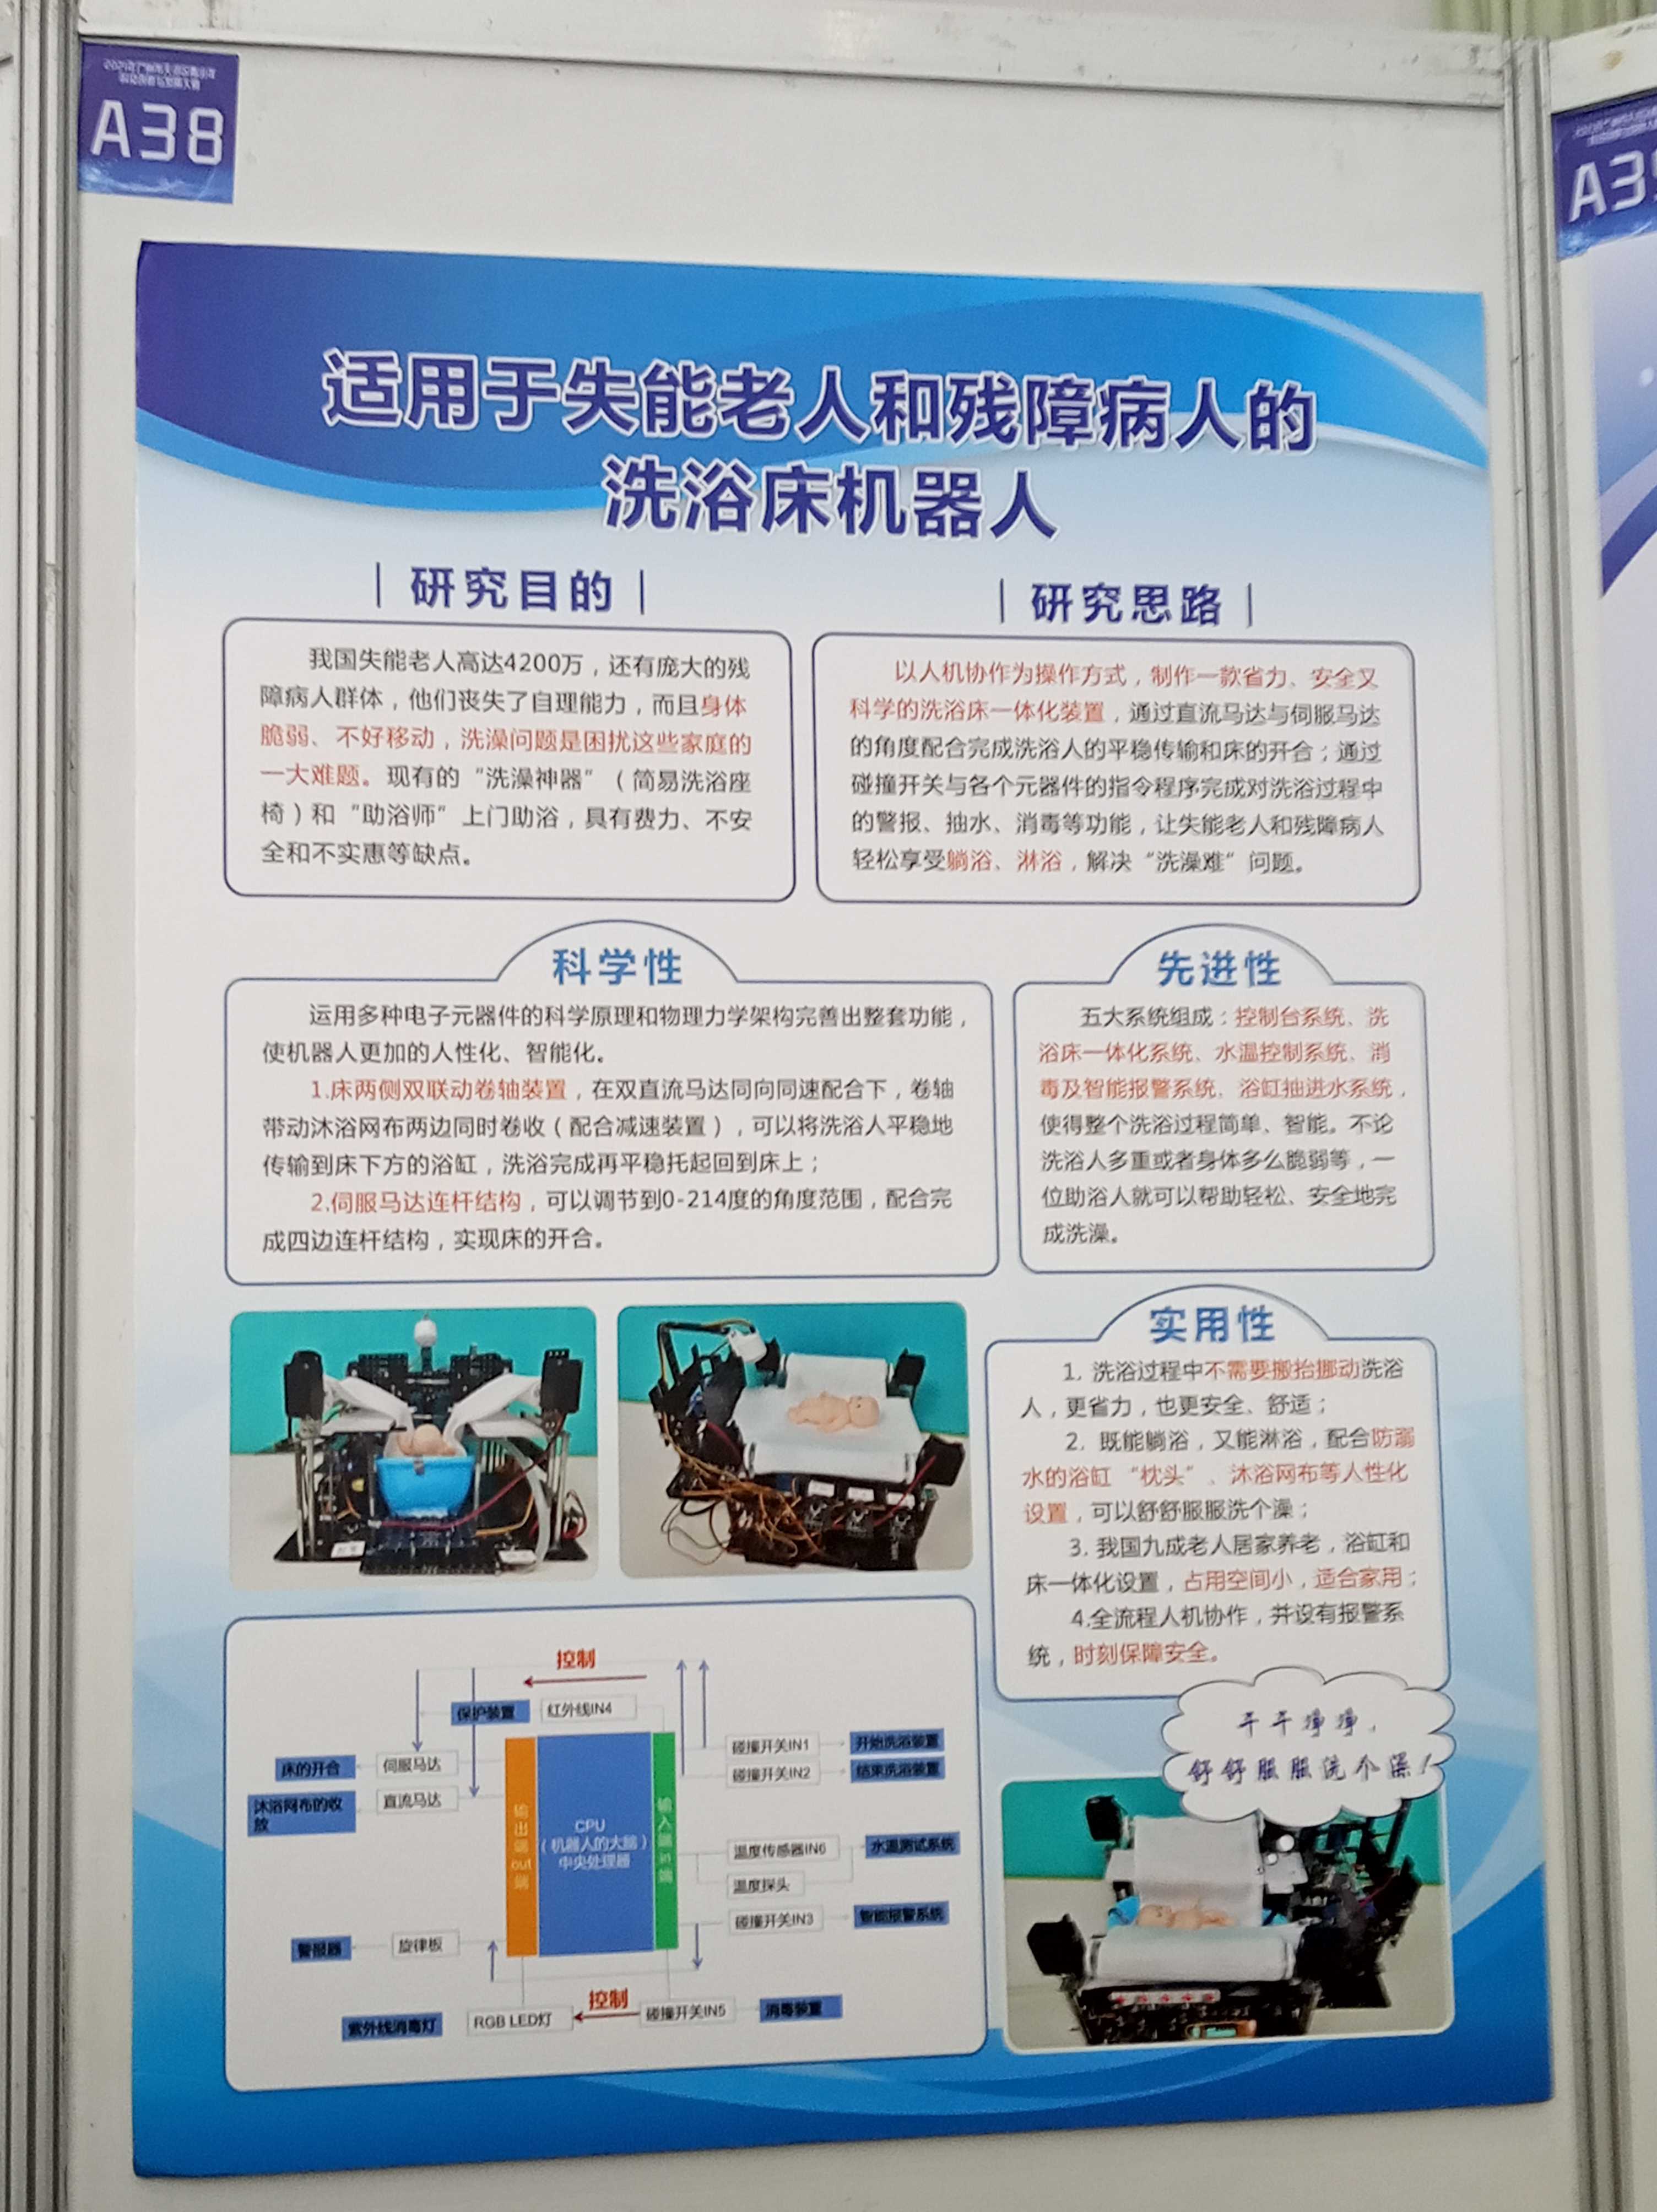 A38
适用于失能老人和残障病人的
洗浴床机器人
研究目的
我国失能老人高达4200万，还有庞大的残
障病人群体，他们丧失了自理能力，而且身体
脆弱、不好移动，洗澡问题是困扰这些家庭的
一大难题。现有的“洗澡神器”（简易洗浴座
椅）和“助浴师”上门助浴，具有费力、不安
全和不实惠等缺点。
研究思路
以人机协作为操作方式，制作一款省力、安全又
科学的洗浴床一体化装置，通过直流马达与伺服马达
的角度配合完成洗浴人的平稳传输和床的开合；通过
碰撞开关与各个元器件的指令程序完成对洗浴过程中
的警报、抽水、消毒等功能，让失能老人和残障病人
轻松享受躺浴、淋浴，解决“洗澡难”问题。
科学性
运用多种电子元器件的科学原理和物理力学架构完善出整套功能，
使机器人更加的人性化、智能化。
1.床两侧双联动卷轴装置，在双直流马达同向同速配合下，卷轴
带动沐浴网布两边同时卷收（配合减速装置），可以将洗浴人平稳地
传输到床下方的浴缸，洗浴完成再平稳托起回到床上；
2.伺服马达连杆结构，可以调节到0-214度的角度范围，配合完
成四边连杆结构，实现床的开合。
先进性
五大系统组成：控制台系统、洗
浴床一体化系统、水温控制系统、消
毒及智能报警系统、浴缸抽进水系统，
使得整个洗浴过程简单、智能。不论
洗浴人多重或者身体多么脆弱等，一
位助浴人就可以帮助轻松、安全地完
成洗澡。
实用性
1. 洗浴过程中不需要搬抬挪动洗浴
人，更省力，也更安全、舒适；
2. 既能躺浴，又能淋浴，配合防溺
水的浴缸“枕头”、沐浴网布等人性化
设置，可以舒舒服服洗个澡；
3. 我国九成老人居家养老，浴缸和
床一体化设置，占用空间小，适合家用；
4.全流程人机协作，并设有报警系
统，时刻保障安全。
控制
保护装置
红外线IN4
床的开合
伺服马达
沐浴网布的收
放
直流马达
输出端out端
CPU
（机器人的大脑）
中央处理器
输入端in端
碰撞开关IN1
开始洗浴装置
碰撞开关IN2
结束洗浴装置
温度传感器IN6
水温测试系统
温度探头
碰撞开关IN3
智能报警系统
警报器
旋律板
控制
紫外线消毒灯
RGB LED灯
碰撞开关IN5
消毒装置
干干净净，
舒舒服服洗个澡！